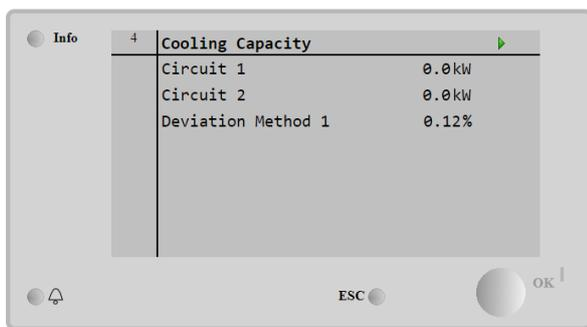 Info
4 Cooling Capacity
Circuit 1 0.0kW
Circuit 2 0.0kW
Deviation Method 1 0.12%
ESC
OK